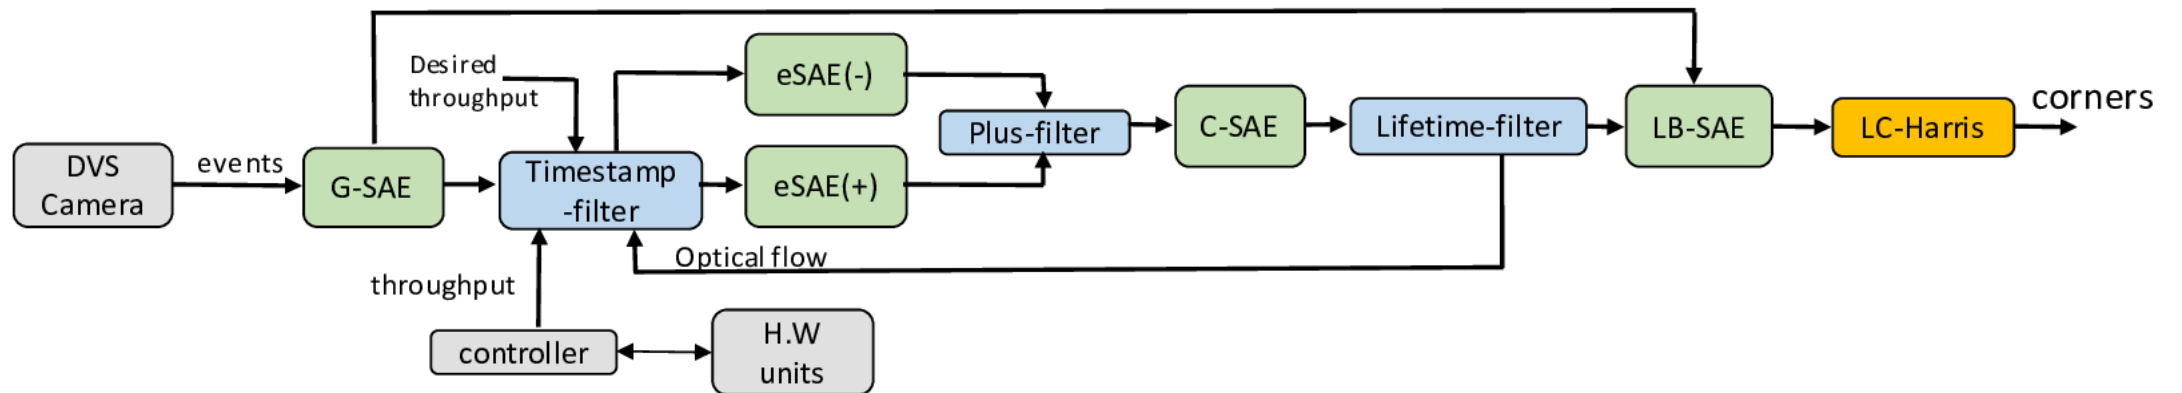 DVS
Camera
events
G-SAE
Desired
throughput
Timestamp
-filter
eSAE(-)
eSAE(+)
Plus-filter
C-SAE
Lifetime-filter
LB-SAE
LC-Harris
corners
Optical flow
throughput
controller
H.W
units